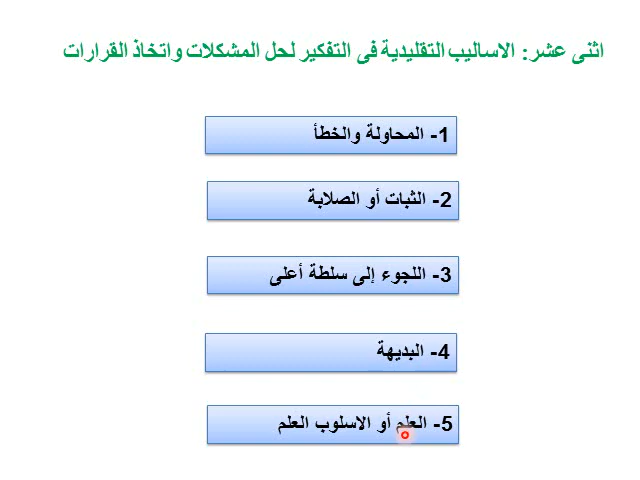 اثنى عشر: الاساليب التقليدية فى التفكير لحل المشكلات واتخاذ القرارات
1- المحاولة والخطأ
2- الثبات أو الصلابة
3- اللجوء إلى سلطة أعلى
4- البديهة
5- العلم أو الاسلوب العلم